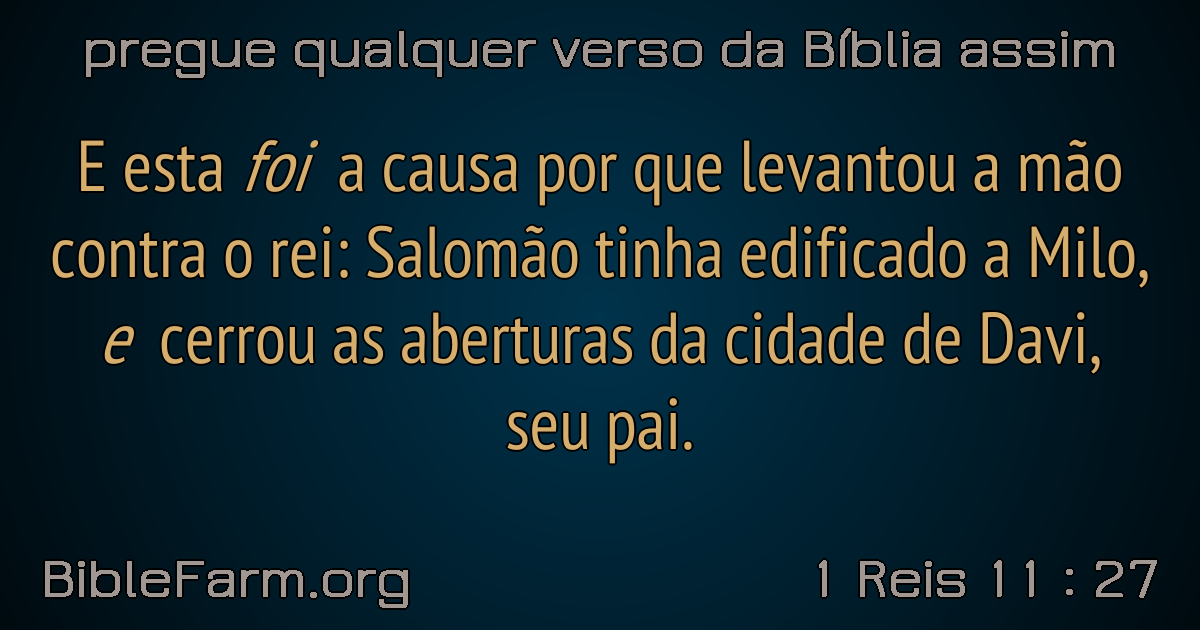 pregue qualquer verso da Bíblia assim
E esta foi a causa por que levantou a mão
contra o rei: Salomão tinha edificado a Milo,
e cerrou as aberturas da cidade de Davi,
seu pai.
BibleFarm.org
1 Reis 11 : 27